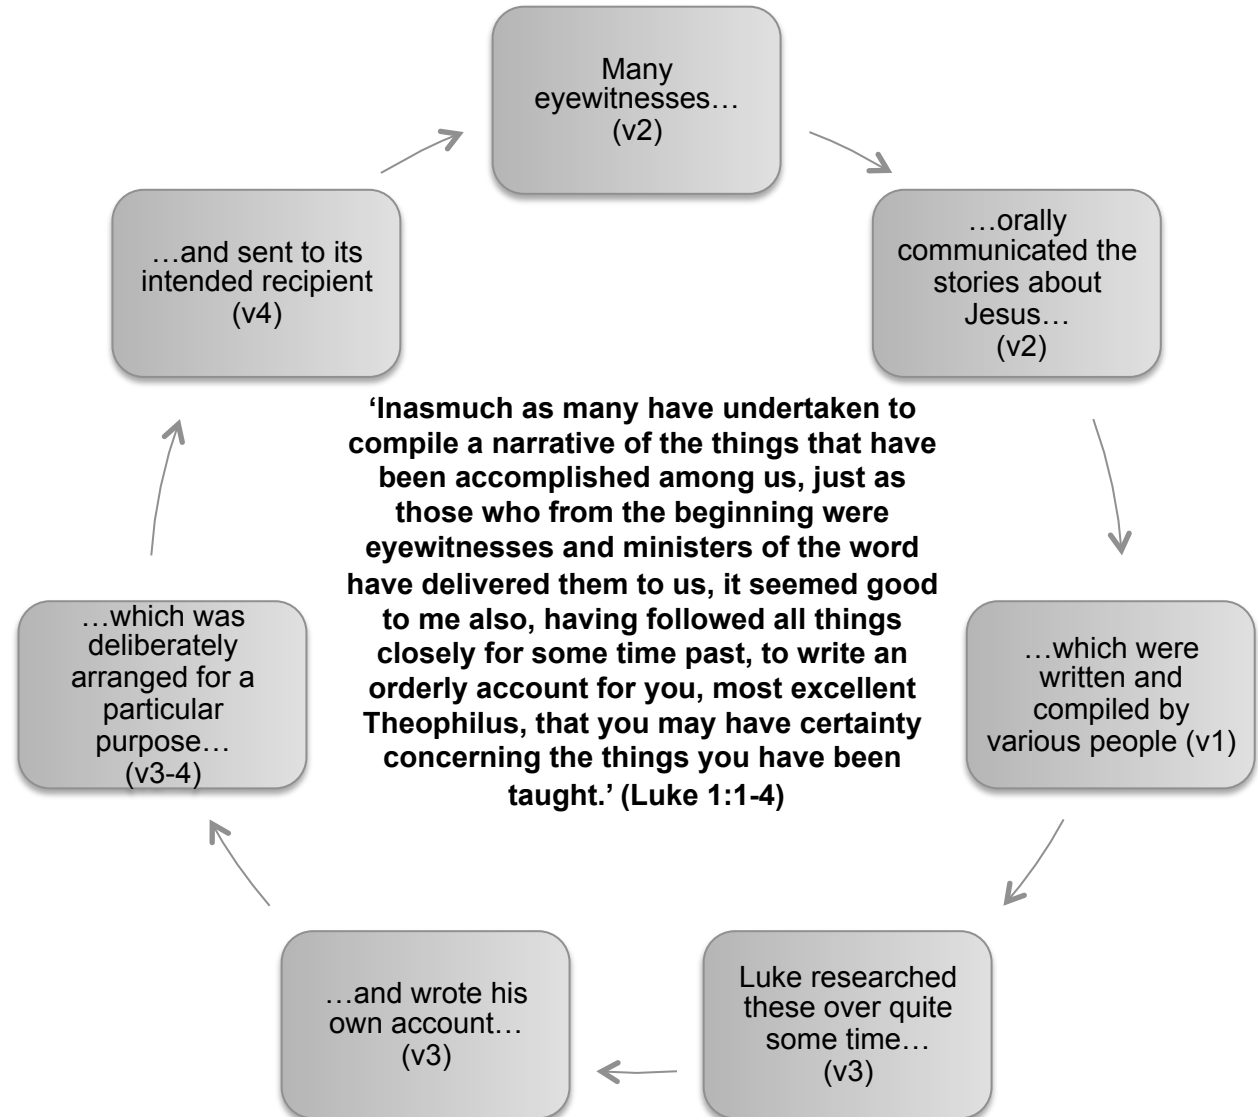 Many
eyewitnesses…
(v2)
…orally
communicated the
stories about
Jesus…
(v2)
…which were
written and
compiled by
various people (v1)
Luke researched
these over quite
some time…
(v3)
…and wrote his
own account…
(v3)
…which was
deliberately
arranged for a
particular
purpose…
(v3-4)
…and sent to its
intended recipient
(v4)
‘Inasmuch as many have undertaken to
compile a narrative of the things that have
been accomplished among us, just as
those who from the beginning were
eyewitnesses and ministers of the word
have delivered them to us, it seemed good
to me also, having followed all things
closely for some time past, to write an
orderly account for you, most excellent
Theophilus, that you may have certainty
concerning the things you have been
taught.’ (Luke 1:1-4)